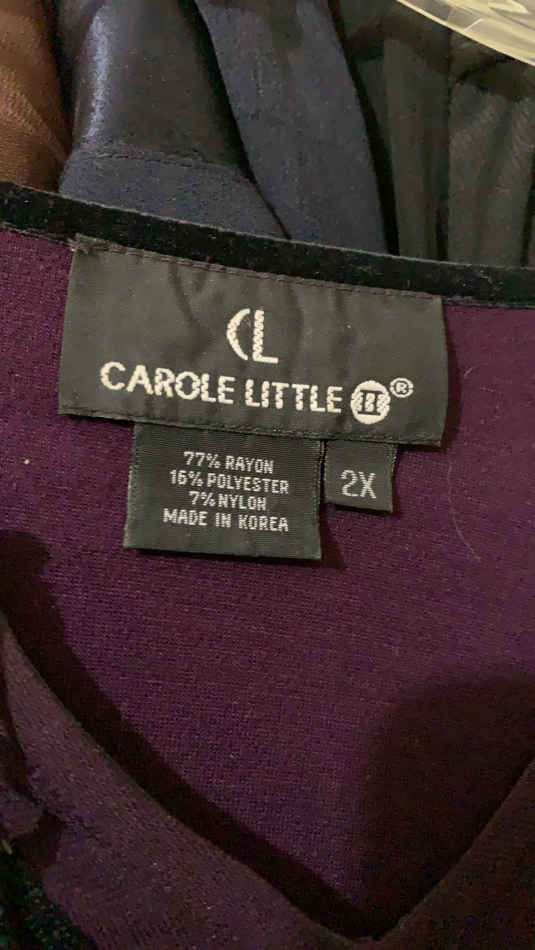 CL
CAROLE LITTLE II ®
77% RAYON
16% POLYESTER
7% NYLON
MADE IN KOREA
2X